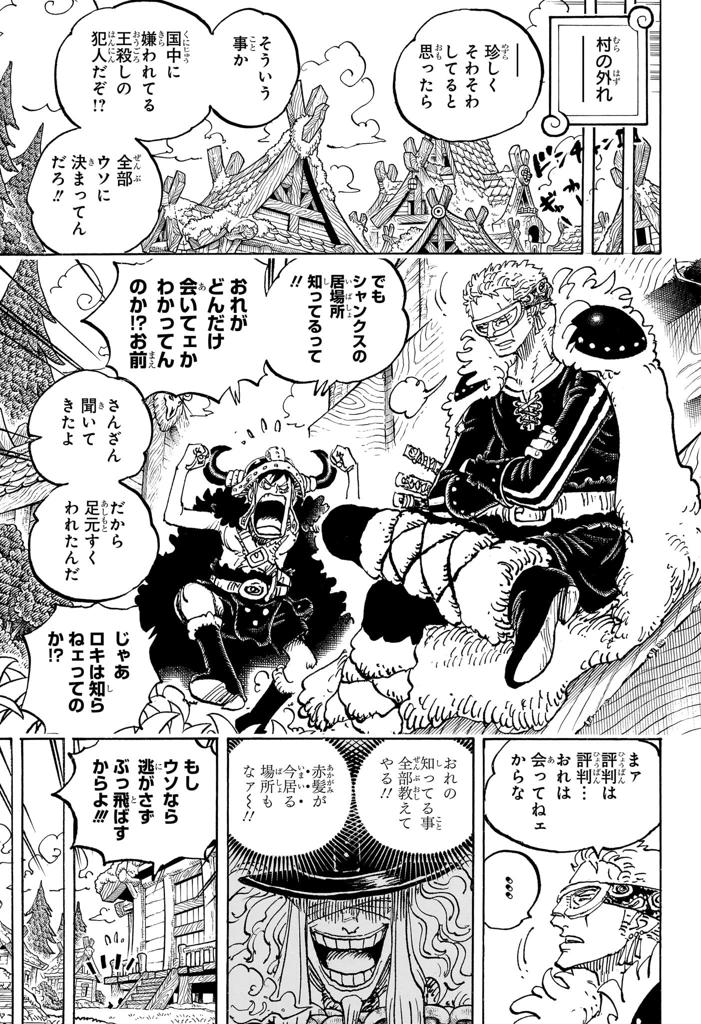 村の外れ
――
――
珍しく
そわそわ
してると
思ったら
そういう
事か
国中に
嫌われてる
王殺しの
犯人だぞ!?
全部
ウソに
決まってん
だろ!!
ドンチャン
ギャハハ
でも
シャンクスの
居場所
知ってるって
!!
おれが
どんだけ
会いてェか
わかってん
のか!?お前
さんざん
聞いて
きたよ
だから
足元すく
われたんだ
じゃあ
ロキは知ら
ねェっての
か!?
まァ
評判は
評判…
おれは
会ってねェ
からな
…
おれの
知ってる事
全部教えて
やる!!
赤髪が
今居る
場所も
なァ〜!!
もし
ウソなら
逃がさず
ぶっ飛ばす
からよ!!!